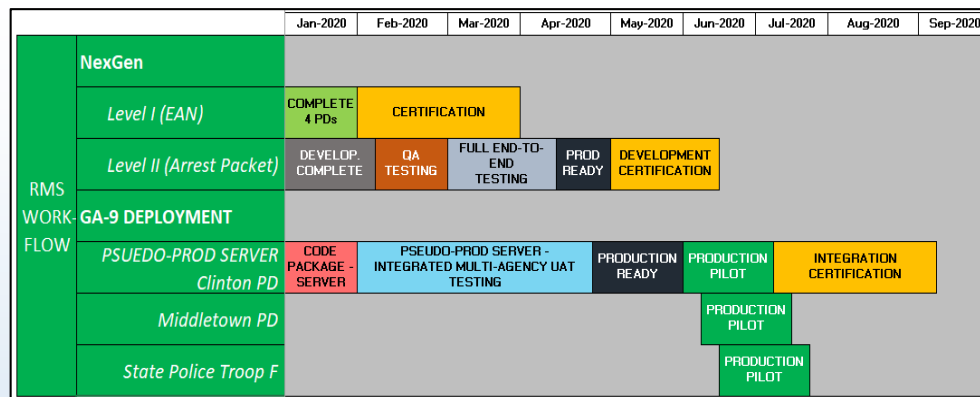 Jan-2020 Feb-2020 Mar-2020 Apr-2020 May-2020 Jun-2020 Jul-2020 Aug-2020 Sep-2020
RMS
WORK-
FLOW
NexGen
Level I (EAN)
COMPLETE
4 PDs
CERTIFICATION
Level II (Arrest Packet)
DEVELOP.
COMPLETE
QA
TESTING
FULL END-TO-
END
TESTING
PROD
READY
DEVELOPMENT
CERTIFICATION
GA-9 DEPLOYMENT
PSUEDO-PROD SERVER
Clinton PD
CODE
PACKAGE -
SERVER
PSEUDO-PROD SERVER -
INTEGRATED MULTI-AGENCY UAT
TESTING
PRODUCTION
READY
PRODUCTION
PILOT
INTEGRATION
CERTIFICATION
Middletown PD
PRODUCTION
PILOT
State Police Troop F
PRODUCTION
PILOT